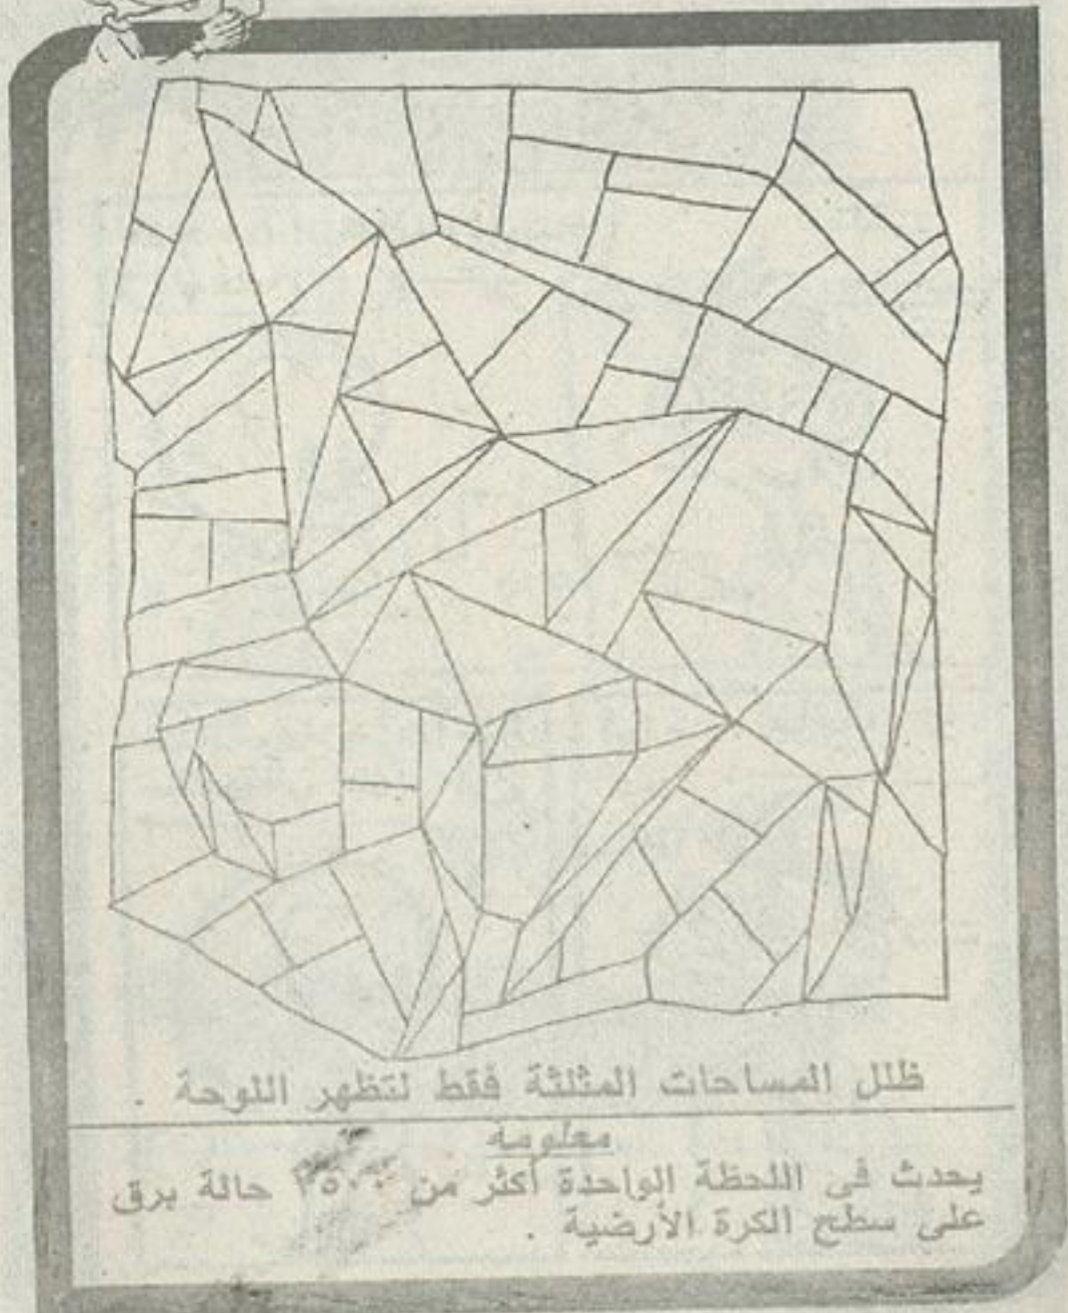 ظلل المساحات المثلثة فقط لتظهر اللوحة .
معلومة
يحدث فى اللحظة الواحدة أكثر من حالة برق
على سطح الكرة الأرضية .